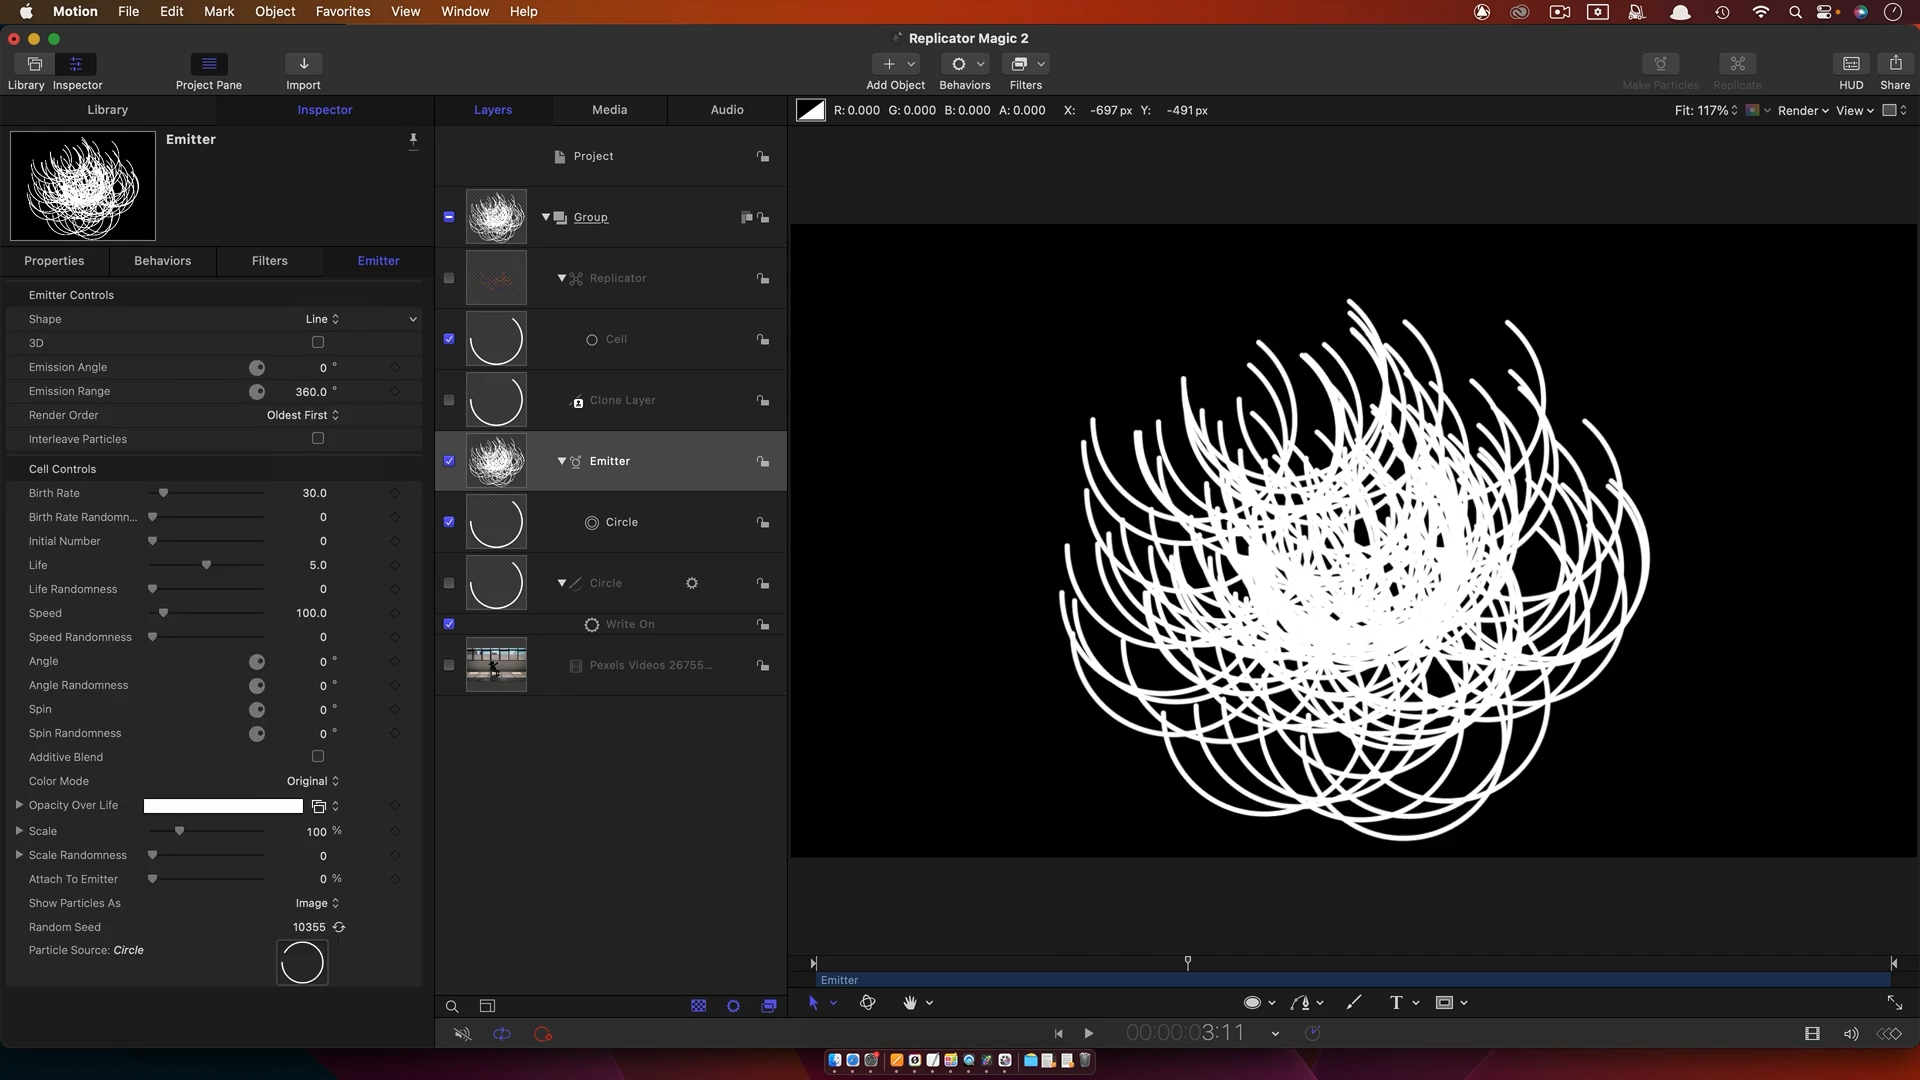 Motion File Edit Mark Object Favorites View Window Help
Replicator Magic 2
Library Inspector Project Pane Import Add Object Behaviors Filters Make Particles Replicate HUD Share
Library Inspector Layers Media Audio R: 0.000 G: 0.000 B: 0.000 A: 0.000 X: -697 px Y: -491 px Fit: 117% Render View
Emitter
Properties Behaviors Filters Emitter
Emitter Controls
Shape Line
3D
Emission Angle 0 °
Emission Range 360.0 °
Render Order Oldest First
Interleave Particles
Cell Controls
Birth Rate 30.0
Birth Rate Randomn... 0
Initial Number 0
Life 5.0
Life Randomness 0
Speed 100.0
Speed Randomness 0
Angle 0 °
Angle Randomness 0 °
Spin 0 °
Spin Randomness 0 °
Additive Blend
Color Mode Original
Opacity Over Life
Scale 100 %
Scale Randomness 0
Attach To Emitter 0 %
Show Particles As Image
Random Seed 10355
Particle Source: Circle
Project
Group
Replicator
Cell
Clone Layer
Emitter
Circle
Circle
Write On
Pexels Videos 26755...
Emitter
T
00:00:03:11